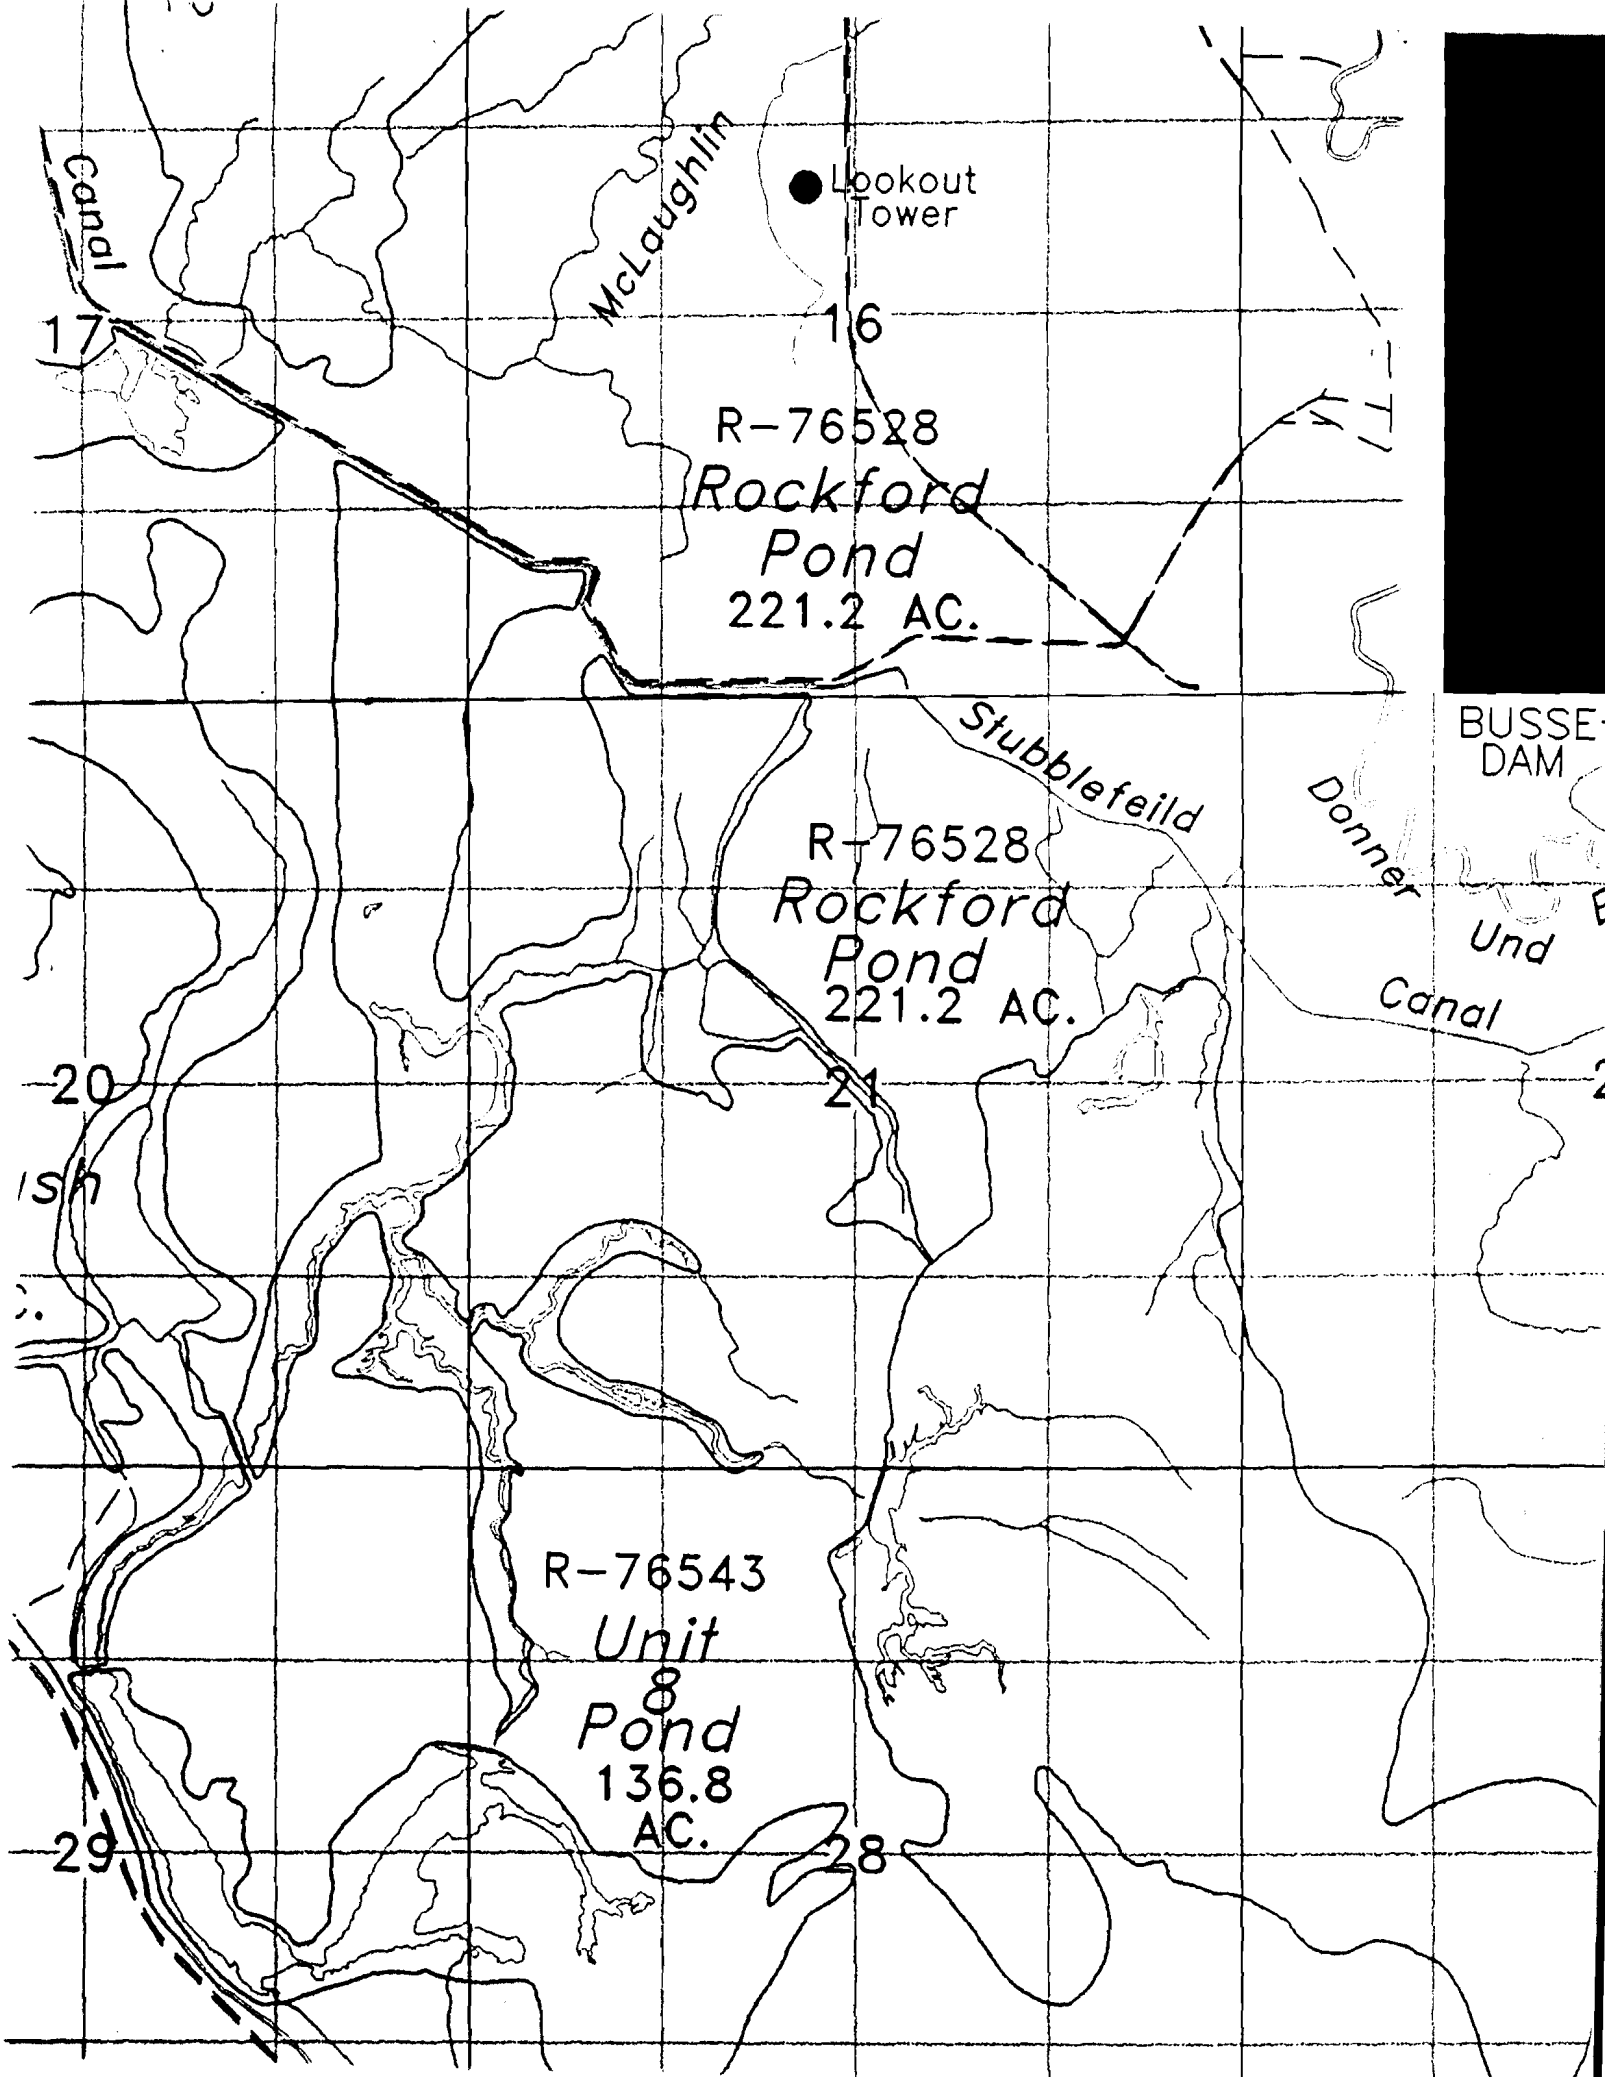 Canal
McLaughlin
Lookout
Tower
17
16
R-76528
Rockford
Pond
221.2 AC.
BUSSE
DAM
Stubblefeild
Donner
Und
Canal
R-76528
Rockford
Pond
221.2 AC.
20
21
ish
R-76543
Unit
8
Pond
136.8
AC.
29
28